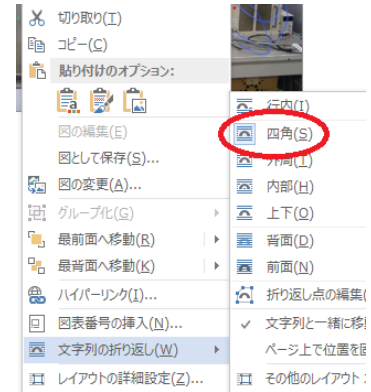 切り取り(T)
コピー(C)
貼り付けのオプション:
図の編集(E)
図として保存(S)...
図の変更(A)...
グループ化(G)
最前面へ移動(R)
最背面へ移動(K)
ハイパーリンク(I)...
図表番号の挿入(N)...
文字列の折り返し(W)
レイアウトの詳細設定(Z)...
行内(I)
四角(S)
外周(T)
内部(H)
上下(O)
背面(D)
前面(N)
折り返し点の編集(
文字列と一緒に移
ページ上で位置を
その他のレイアウト